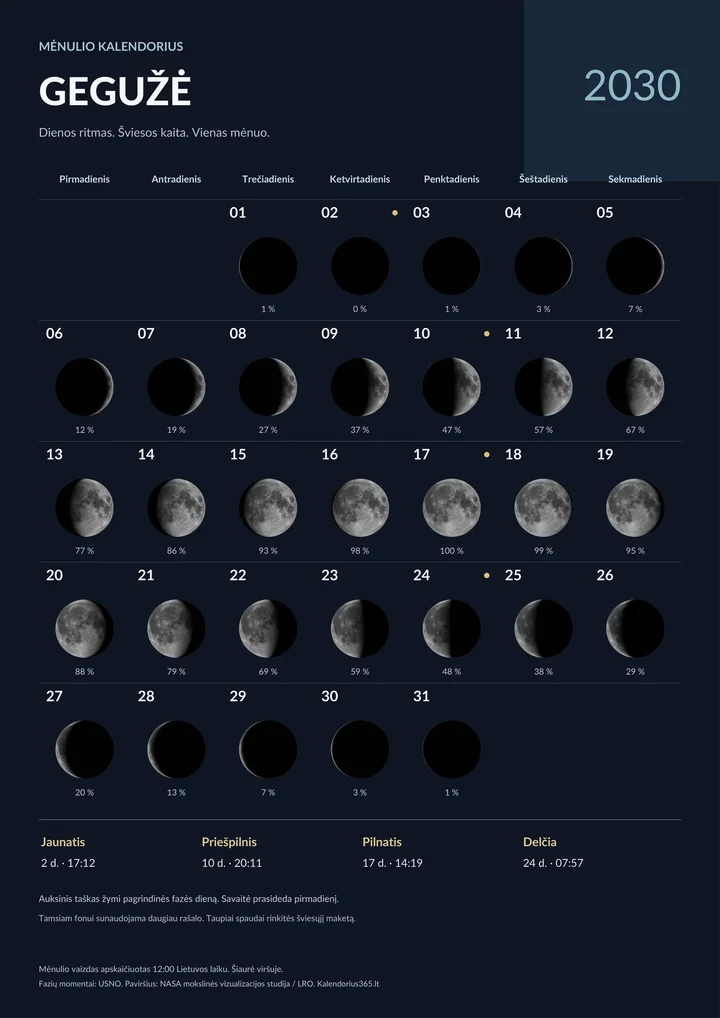 MĖNULIO KALENDORIUS
GEGUŽĖ
2030
Dienos ritmas. Šviesos kaita. Vienas mėnuo.
Pirmadienis Antradienis Trečiadienis Ketvirtadienis Penktadienis Šeštadienis Sekmadienis
01 02 03 04 05
1 % 0 % 1 % 3 % 7 %
06 07 08 09 10 11 12
12 % 19 % 27 % 37 % 47 % 57 % 67 %
13 14 15 16 17 18 19
77 % 86 % 93 % 98 % 100 % 99 % 95 %
20 21 22 23 24 25 26
88 % 79 % 69 % 59 % 48 % 38 % 29 %
27 28 29 30 31
20 % 13 % 7 % 3 % 1 %
Jaunatis Priešpilnis Pilnatis Delčia
2 d. · 17:12 10 d. · 20:11 17 d. · 14:19 24 d. · 07:57
Auksinis taškas žymi pagrindinės fazės dieną. Savaitė prasideda pirmadienį.
Tamsiam fonui sunaudojama daugiau rašalo. Taupiai spaudai rinkitės šviesųjį maketą.
Mėnulio vaizdas apskaičiuotas 12:00 Lietuvos laiku. Šiaurė viršuje.
Fazių momentai: USNO. Paviršius: NASA mokslinės vizualizacijos studija / LRO. Kalendorius365.lt